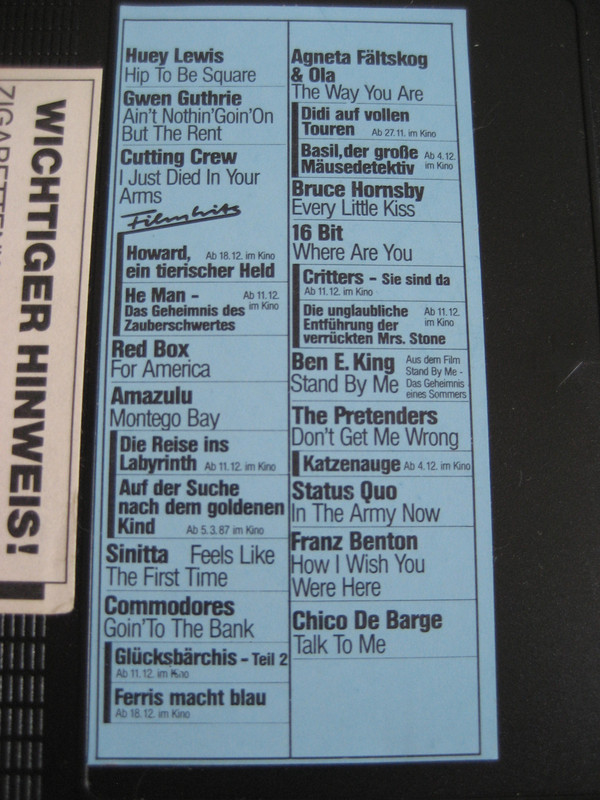 Huey Lewis
Hip To Be Square
Gwen Guthrie
Ain't Nothin'Goin'On
But The Rent
Cutting Crew
I Just Died In Your
Arms
Filmhits
Howard, Ab 18.12. im Kino
ein tierischer Held
He Man - Ab 11.12.
Das Geheimnis des im Kino
Zauberschwertes
Red Box
For America
Amazulu
Montego Bay
Die Reise ins
Labyrinth Ab 11.12. im Kino
Auf der Suche
nach dem goldenen
Kind Ab 5.3.87 im Kino
Sinitta Feels Like
The First Time
Commodores
Goin'To The Bank
Glücksbärchis - Teil 2
Ab 11.12. im Kino
Ferris macht blau
Ab 18.12. im Kino
Agneta Fältskog
& Ola
The Way You Are
Didi auf vollen
Touren Ab 27.11. im Kino
Basil,der große Ab 4.12.
Mäusedetektiv im Kino
Bruce Hornsby
Every Little Kiss
16 Bit
Where Are You
Critters - Sie sind da
Ab 11.12. im Kino
Die unglaubliche Ab 11.12.
Entführung der im Kino
verrückten Mrs. Stone
Ben E. King Aus dem Film
Stand By Me Stand By Me -
Das Geheimnis
eines Sommers
The Pretenders
Don't Get Me Wrong
Katzenauge Ab 4.12. im Kino
Status Quo
In The Army Now
Franz Benton
How I Wish You
Were Here
Chico De Barge
Talk To Me
WICHTIGER HINWEIS!